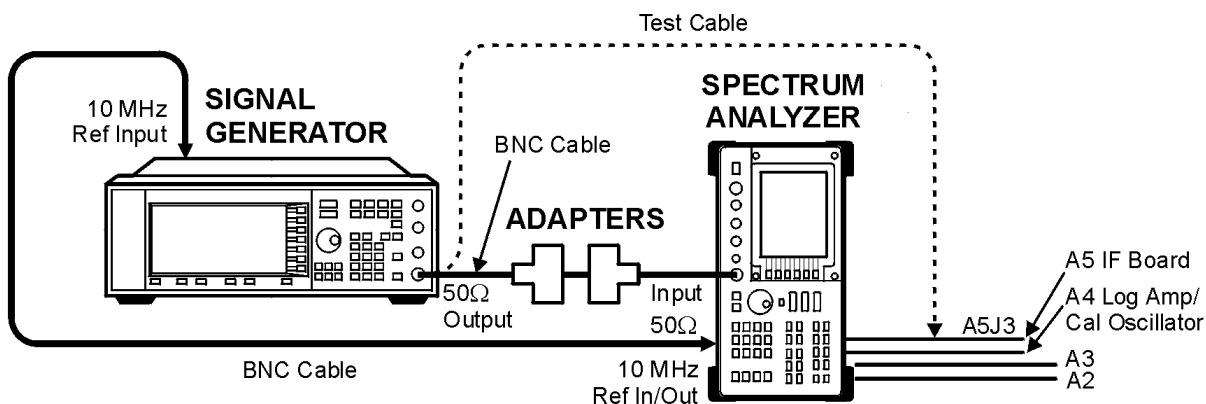 Test Cable
10 MHz
Ref Input
SIGNAL
GENERATOR
SPECTRUM
ANALYZER
BNC Cable
ADAPTERS
50Ω
Output
Input
50Ω
A5 IF Board
A4 Log Amp/
Cal Oscillator
A5J3
A3
A2
BNC Cable
10 MHz
Ref In/Out